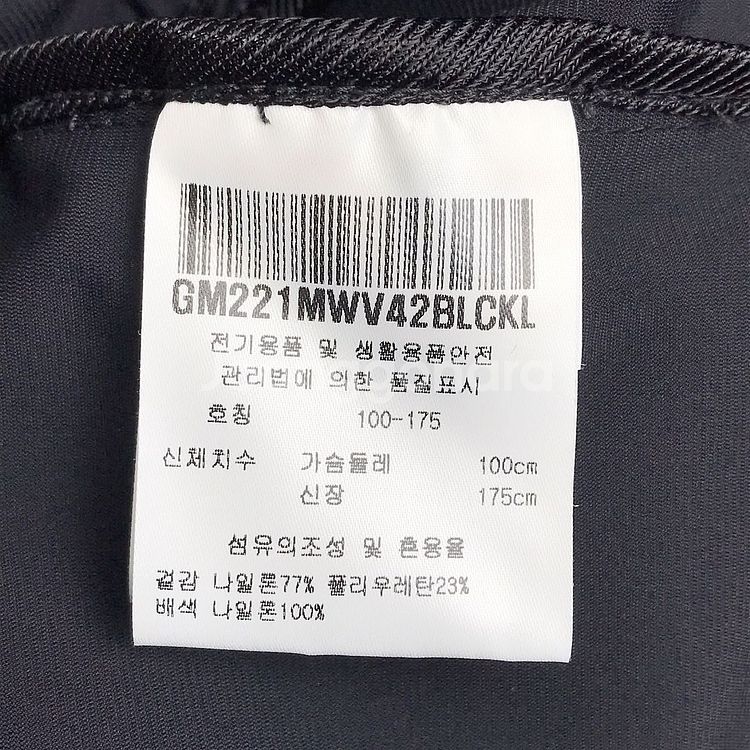 GM221MWV42BLCKL
전기용품 및 생활용품안전
관리법에 의한 품질표시
호칭 100-175
신체치수 가슴둘레 100cm
신장 175cm
섬유의조성 및 혼용율
겉감 나일론77% 폴리우레탄23%
배색 나일론100%